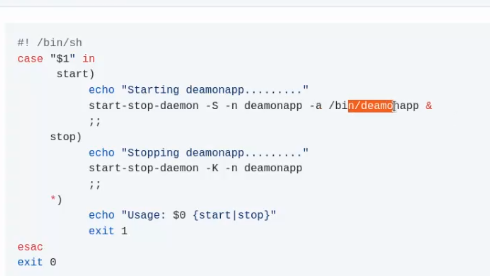 #! /bin/sh
case "$1" in
start)
echo "Starting deamonapp........."
start-stop-daemon -S -n deamonapp -a /bin/deamonapp &
;;
stop)
echo "Stopping deamonapp........."
start-stop-daemon -K -n deamonapp
;;
*)
echo "Usage: $0 {start|stop}"
exit 1
esac
exit 0